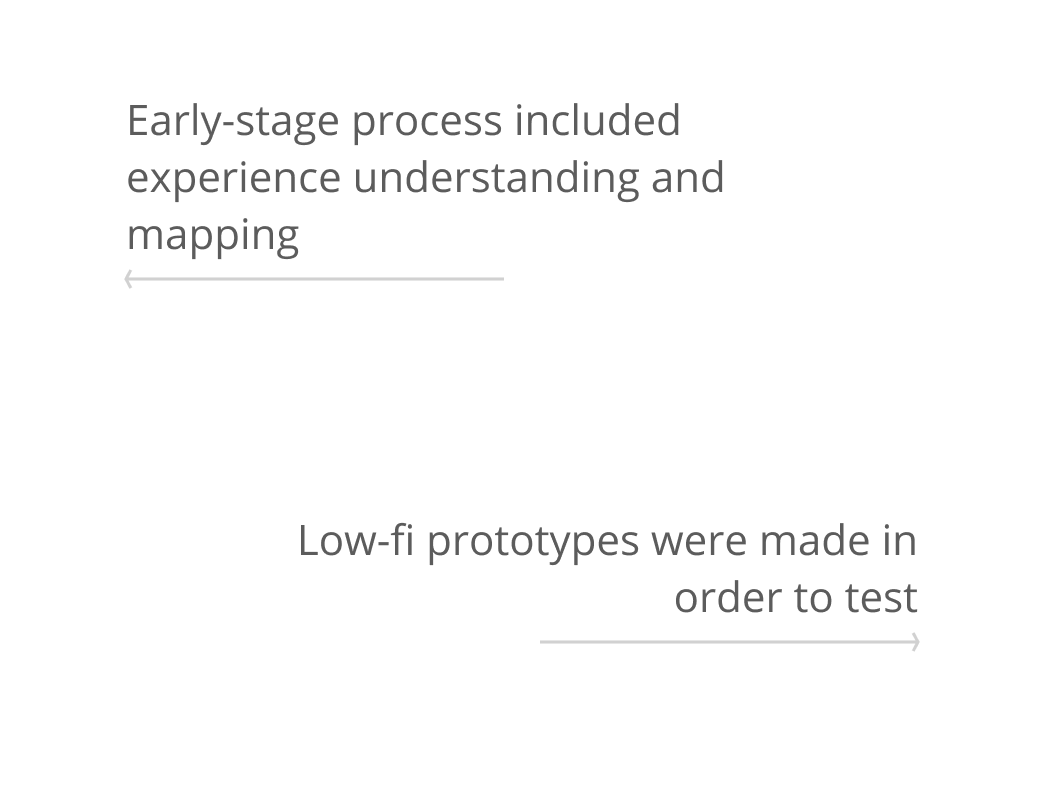 Early-stage process included
experience understanding and
mapping
Low-fi prototypes were made in
order to test